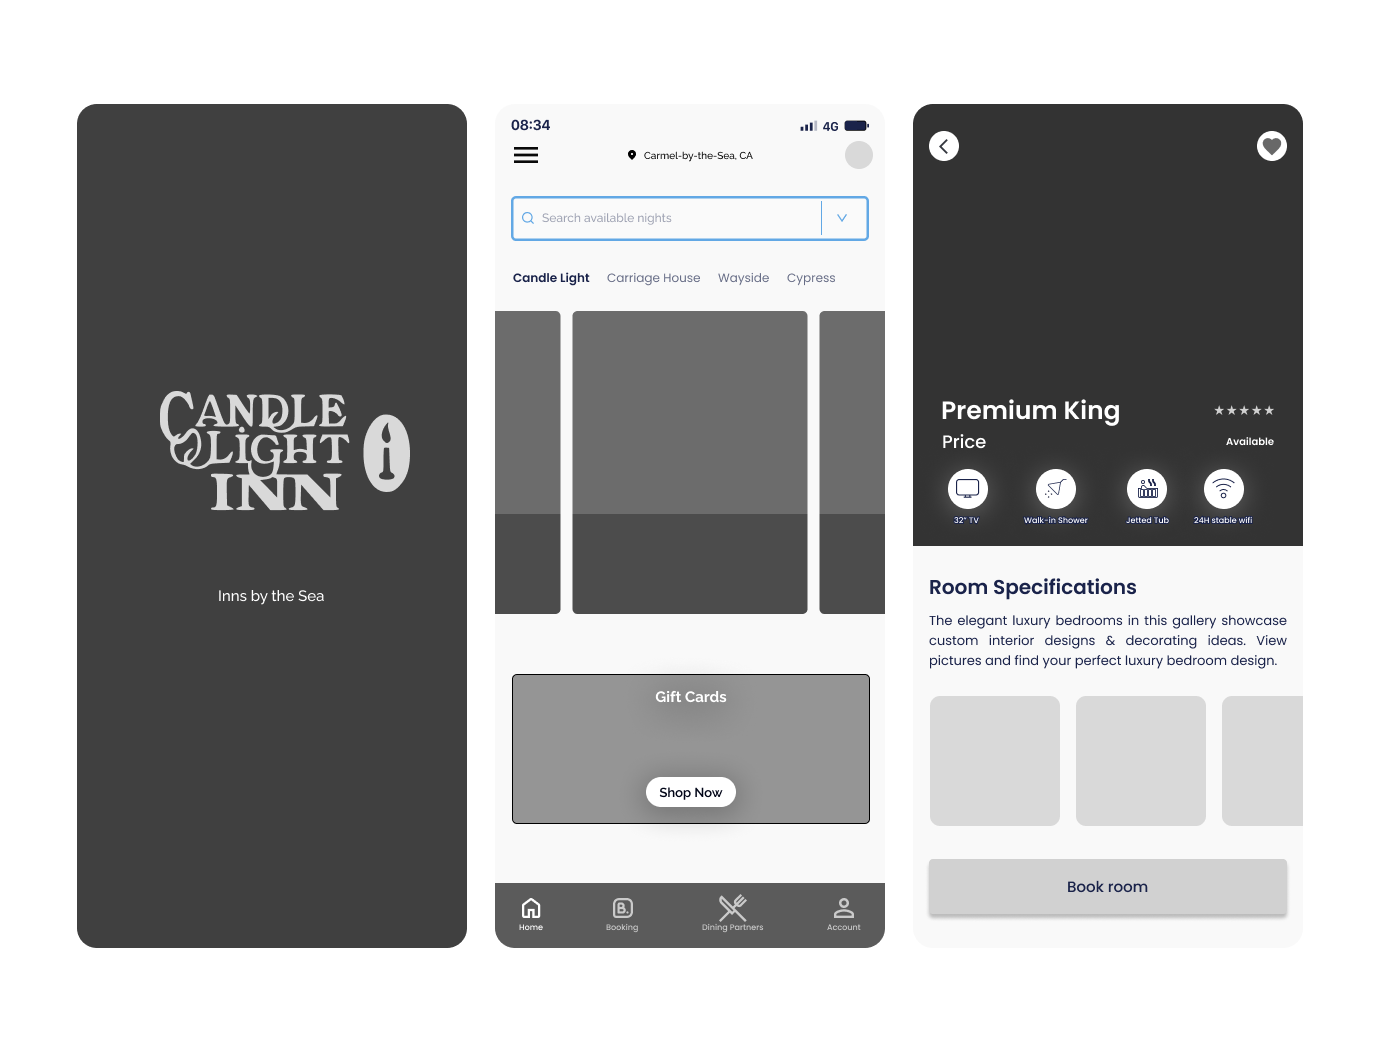 CANDLE
LIGHT
INN
Inns by the Sea
08:34
4G
Carmel-by-the-Sea, CA
Search available nights
Candle Light Carriage House Wayside Cypress
Gift Cards
Shop Now
B.
Home Booking Dining Partners Account
Premium King
Price
Available
32" TV Walk-in Shower Jetted Tub 24H stable wifi
Room Specifications
The elegant luxury bedrooms in this gallery showcase
custom interior designs & decorating ideas. View
pictures and find your perfect luxury bedroom design.
Book room